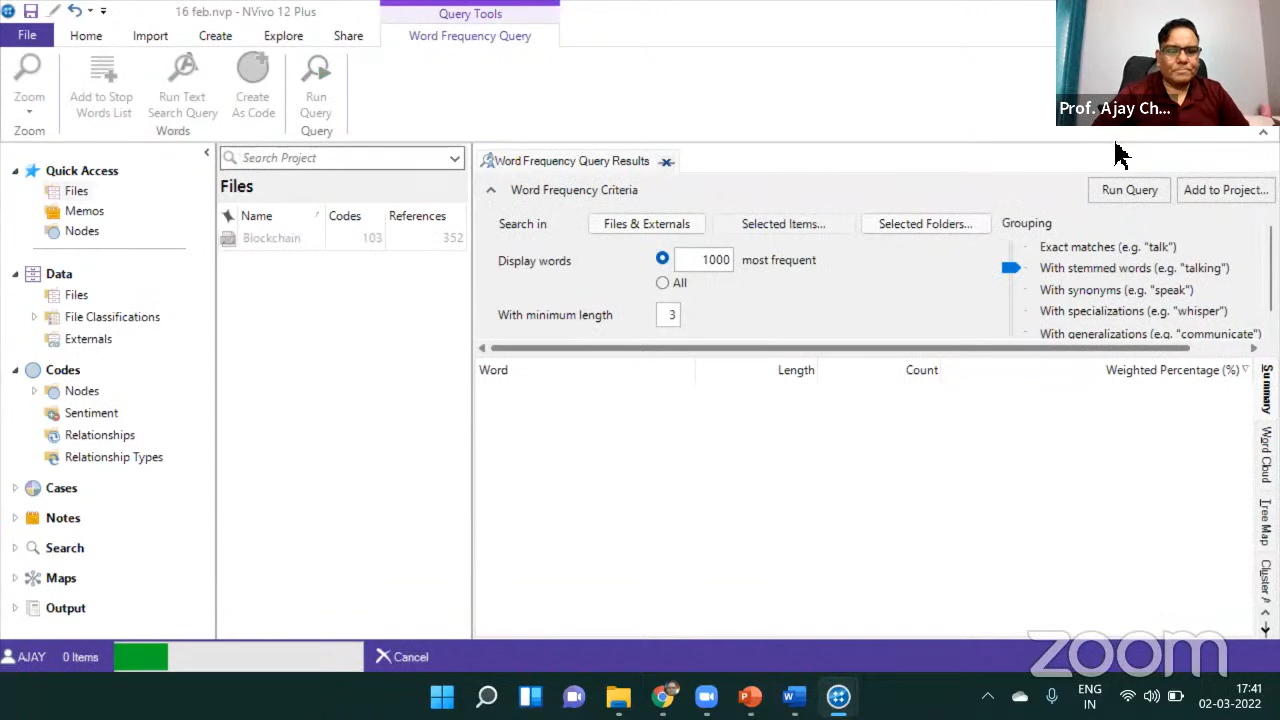 16 feb.nvp - NVivo 12 Plus
Query Tools
File Home Import Create Explore Share Word Frequency Query
Zoom
Add to Stop Words List
Run Text Search Query
Create As Code
Run Query
Zoom Words Query
Prof. Ajay Ch...
Quick Access
Files
Memos
Nodes
Data
Files
File Classifications
Externals
Codes
Nodes
Sentiment
Relationships
Relationship Types
Cases
Notes
Search
Maps
Output
Search Project
Files
Name Codes References
Blockchain 103 352
Word Frequency Query Results
Word Frequency Criteria Run Query Add to Project...
Search in Files & Externals Selected Items... Selected Folders...
Display words 1000 most frequent
All
With minimum length 3
Grouping
Exact matches (e.g. "talk")
With stemmed words (e.g. "talking")
With synonyms (e.g. "speak")
With specializations (e.g. "whisper")
With generalizations (e.g. "communicate")
Word Length Count Weighted Percentage (%)
Summary
Word Cloud
Tree Map
Cluster
AJAY 0 Items Cancel
zoom
ENG
IN
17:41
02-03-2022